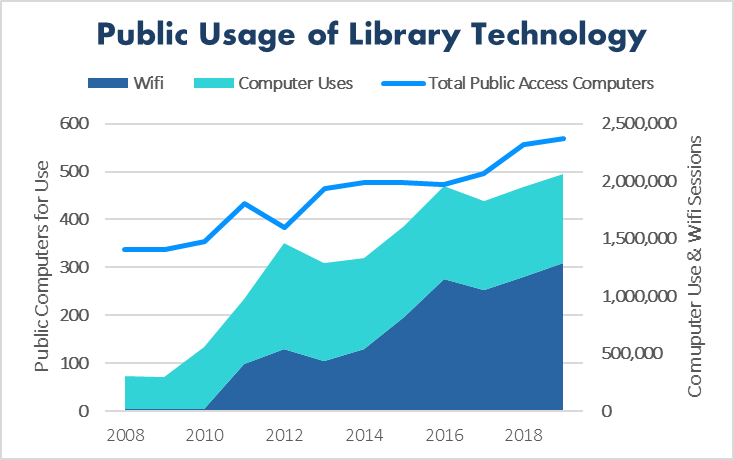 Public Usage of Library Technology
Wifi Computer Uses Total Public Access Computers
600 2,500,000
500 2,000,000
400 1,500,000
300 1,000,000
200 500,000
100 0
0
Public Computers for Use
Comuputer Use & Wifi Sessions
2008 2010 2012 2014 2016 2018